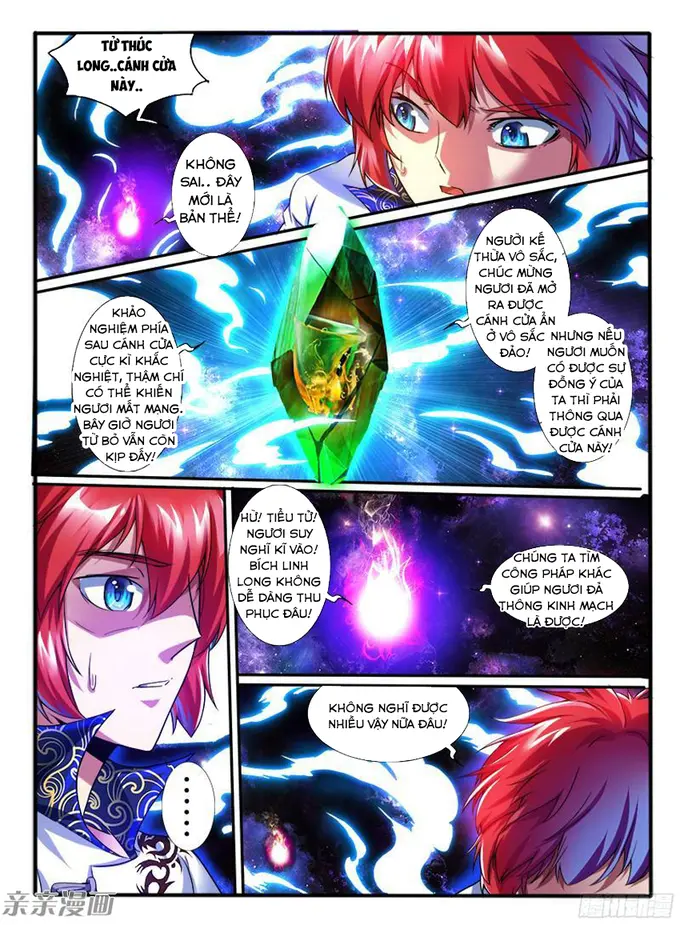 TỬ THÚC
LONG..CÁNH CỬA
NÀY..
KHÔNG
SAI.. ĐÂY
MỚI LÀ
BẢN THỂ!
NGƯỜI KẾ
THỪA VÔ SẮC,
CHÚC MỪNG
NGƯƠI ĐÃ MỞ
RA ĐƯỢC
CÁNH CỬA ẨN
Ở VÔ SẮC
ĐẢO!
NHƯNG NẾU
NGƯƠI MUỐN
CÓ ĐƯỢC SỰ
ĐỒNG Ý CỦA
TA THÌ PHẢI
THÔNG QUA
ĐƯỢC CÁNH
CỬA NÀY!
KHẢO
NGHIỆM PHÍA
SAU CÁNH CỬA
CỰC KÌ KHẮC
NGHIỆT, THẬM CHÍ
CÓ THỂ KHIẾN
NGƯƠI MẤT MẠNG.
BÂY GIỜ NGƯƠI
TỪ BỎ VẪN CÒN
KỊP ĐẤY!
HỪ! TIỂU TỬ!
NGƯƠI SUY
NGHĨ KĨ VÀO!
BÍCH LINH
LONG KHÔNG
DỄ DÀNG THU
PHỤC ĐÂU!
CHÚNG TA TÌM
CÔNG PHÁP KHÁC
GIÚP NGƯƠI ĐẢ
THÔNG KINH MẠCH
LÀ ĐƯỢC!
KHÔNG NGHĨ ĐƯỢC
NHIỀU VẬY NỮA ĐÂU!
......
亲亲漫画
腾讯动漫